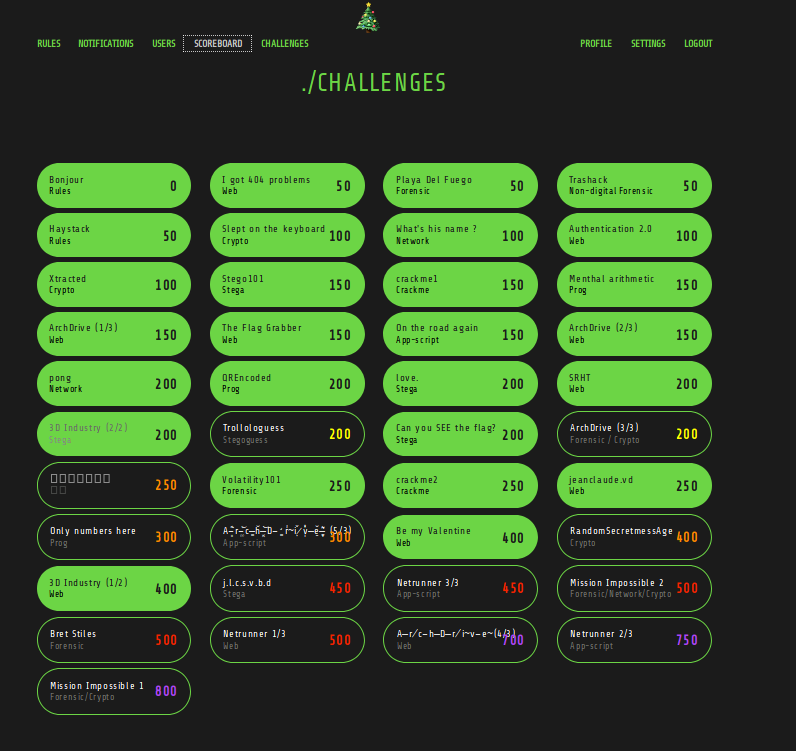 RULES NOTIFICATIONS USERS SCOREBOARD CHALLENGES PROFILE SETTINGS LOGOUT
./CHALLENGES
Bonjour
Rules
0
I got 404 problems
Web
50
Playa Del Fuego
Forensic
50
Trashack
Non-digital Forensic
50
Haystack
Rules
50
Slept on the keyboard
Crypto
100
What's his name ?
Network
100
Authentication 2.0
Web
100
Xtracted
Crypto
100
Stego101
Stega
150
crackme1
Crackme
150
Menthal arithmetic
Prog
150
ArchDrive (1/3)
Web
150
The Flag Grabber
Web
150
On the road again
App-script
150
ArchDrive (2/3)
Web
150
pong
Network
200
QREncoded
Prog
200
love.
Stega
200
SRHT
Web
200
3D Industry (2/2)
Stega
200
Trollologuess
Stegoguess
200
Can you SEE the flag?
Stega
200
ArchDrive (3/3)
Forensic / Crypto
200
250
Volatility101
Forensic
250
crackme2
Crackme
250
jeanclaude.vd
Web
250
Only numbers here
Prog
300
(5/3)
App-script
300
Be my Valentine
Web
400
RandomSecretmessAge
Crypto
400
3D Industry (1/2)
Web
400
j.l.c.s.v.b.d
Stega
450
Netrunner 3/3
App-script
450
Mission Impossible 2
Forensic/Network/Crypto
500
Bret Stiles
Forensic
500
Netrunner 1/3
Web
500
(4/3)
Web
700
Netrunner 2/3
App-script
750
Mission Impossible 1
Forensic/Crypto
800